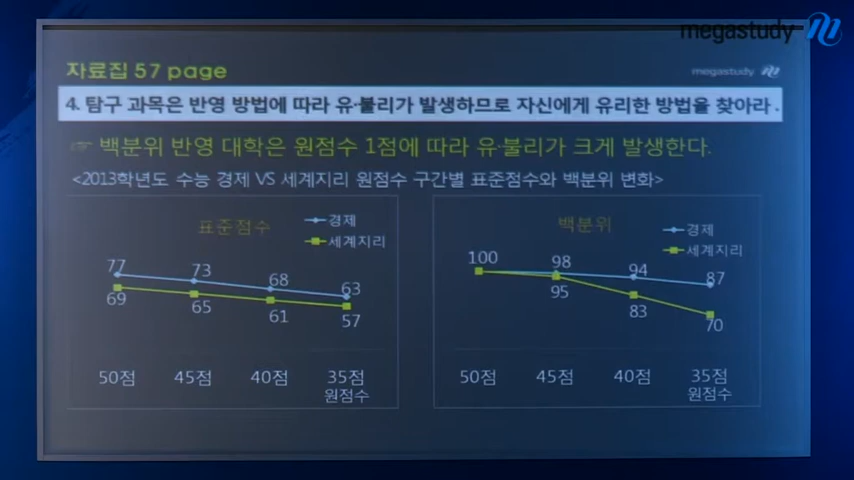 megastudy
자료집 57 page
megastudy
4. 탐구 과목은 반영 방법에 따라 유·불리가 발생하므로 자신에게 유리한 방법을 찾아라.
☞ 백분위 반영 대학은 원점수 1점에 따라 유·불리가 크게 발생한다.
<2013학년도 수능 경제 VS 세계지리 원점수 구간별 표준점수와 백분위 변화>
표준점수
경제
세계지리
77 73 68 63
69 65 61 57
50점 45점 40점 35점
원점수
백분위
경제
세계지리
100 98 94 87
95 83 70
50점 45점 40점 35점
원점수